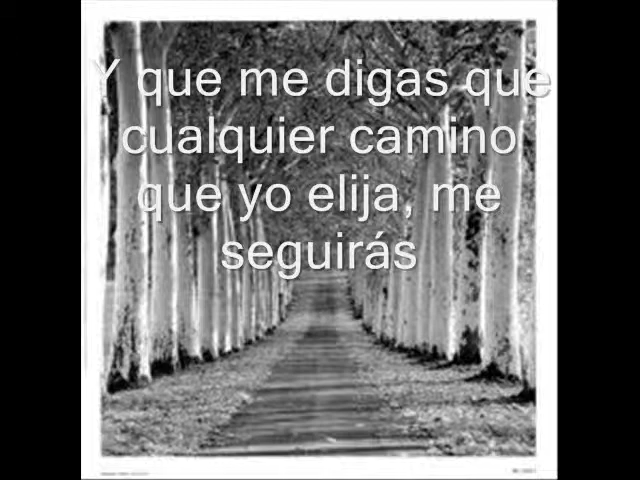 Y que me digas que
cualquier camino
que yo elija, me
seguirás